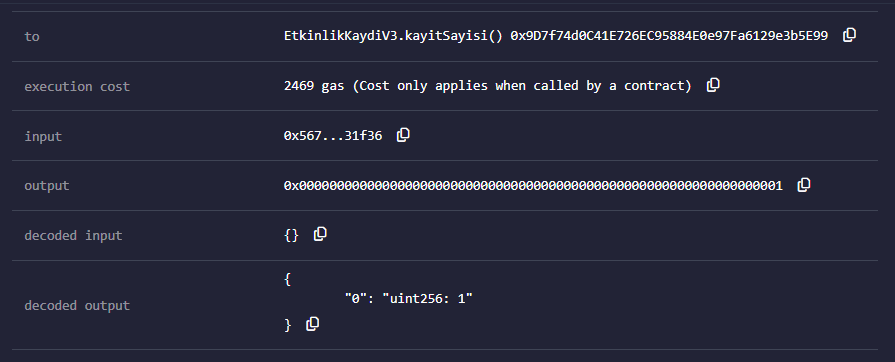 to EtkinlikKaydiV3.kayitSayisi() 0x9D7f74d0C41E726EC95884E0e97Fa6129e3b5E99
execution cost 2469 gas (Cost only applies when called by a contract)
input 0x567...31f36
output 0x0000000000000000000000000000000000000000000000000000000000000001
decoded input {}
decoded output {
"0": "uint256: 1"
}